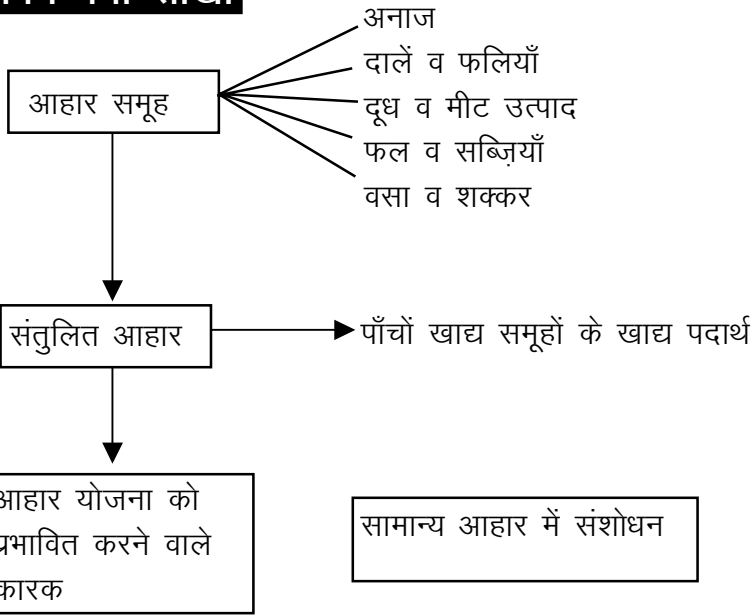 आहार समूह
अनाज
दालें व फलियाँ
दूध व मीट उत्पाद
फल व सब्ज़ियाँ
वसा व शक्कर
संतुलित आहार
पाँचों खाद्य समूहों के खाद्य पदार्थ
आहार योजना को
प्रभावित करने वाले
कारक
सामान्य आहार में संशोधन